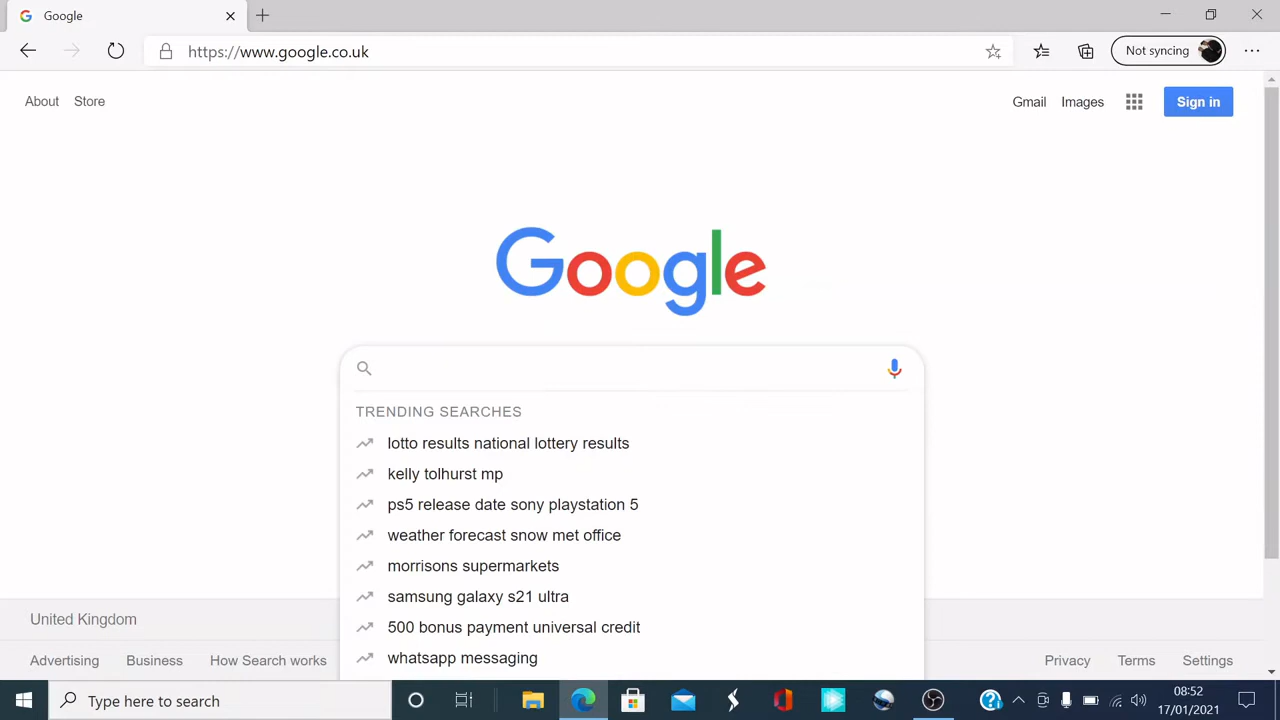 Google
https://www.google.co.uk
Not syncing
About Store
Gmail Images Sign in
Google
TRENDING SEARCHES
lotto results national lottery results
kelly tolhurst mp
ps5 release date sony playstation 5
weather forecast snow met office
morrisons supermarkets
samsung galaxy s21 ultra
500 bonus payment universal credit
whatsapp messaging
United Kingdom
Advertising Business How Search works
Privacy Terms Settings
Type here to search
08:52
17/01/2021